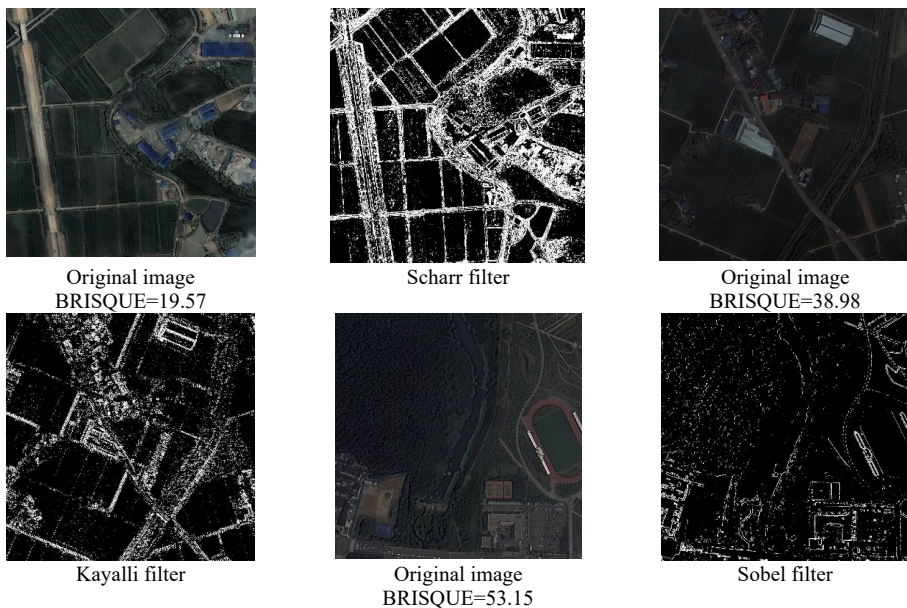 Original image
BRISQUE=19.57
Scharr filter
Original image
BRISQUE=38.98
Kayalli filter
Original image
BRISQUE=53.15
Sobel filter